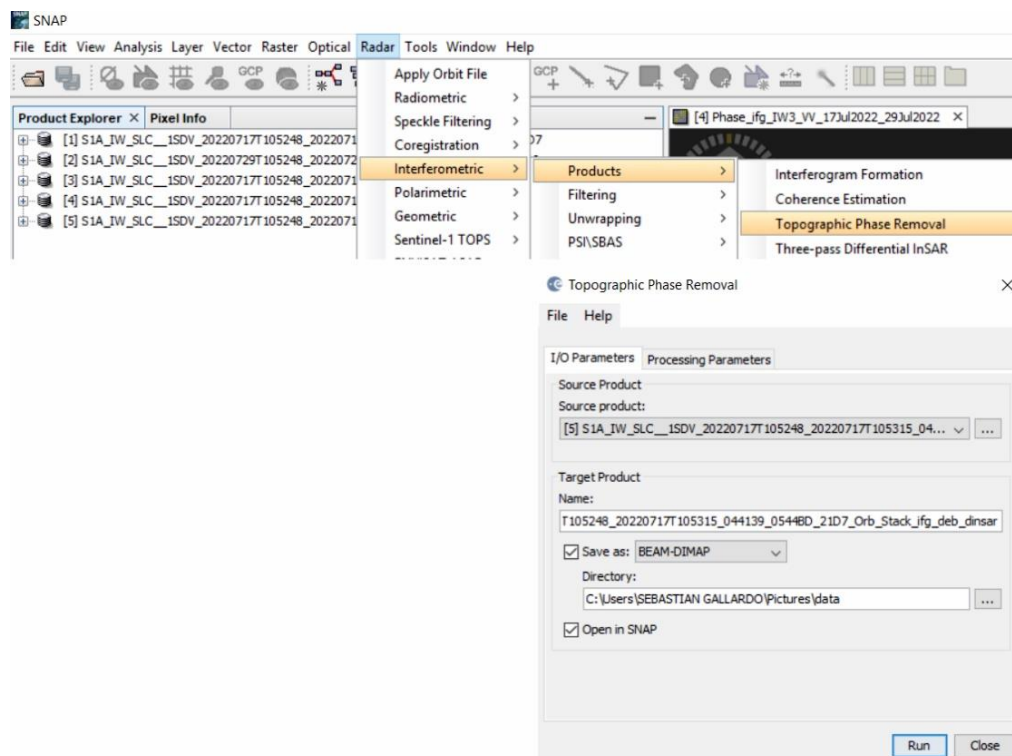 SNAP
File Edit View Analysis Layer Vector Raster Optical Radar Tools Window Help
GCP
GCP
Apply Orbit File
Radiometric >
Speckle Filtering >
Coregistration >
Interferometric >
Polarimetric >
Geometric >
Sentinel-1 TOPS >
Product Explorer × Pixel Info
[1] S1A_IW_SLC__1SDV_20220717T105248_2022071
[2] S1A_IW_SLC__1SDV_20220729T105248_2022072
[3] S1A_IW_SLC__1SDV_20220717T105248_2022071
[4] S1A_IW_SLC__1SDV_20220717T105248_2022071
[5] S1A_IW_SLC__1SDV_20220717T105248_2022071
[4] Phase_ifg_IW3_VV_17Jul2022_29Jul2022 ×
Products >
Filtering >
Unwrapping >
PSI\SBAS >
Interferogram Formation
Coherence Estimation
Topographic Phase Removal
Three-pass Differential InSAR
Topographic Phase Removal
File Help
I/O Parameters Processing Parameters
Source Product
Source product:
[5] S1A_IW_SLC__1SDV_20220717T105248_20220717T105315_04... ...
Target Product
Name:
T105248_20220717T105315_044139_0544BD_21D7_Orb_Stack_ifg_deb_dinsar
Save as: BEAM-DIMAP
Directory:
C:\Users\SEBASTIAN GALLARDO\Pictures\data ...
Open in SNAP
Run Close